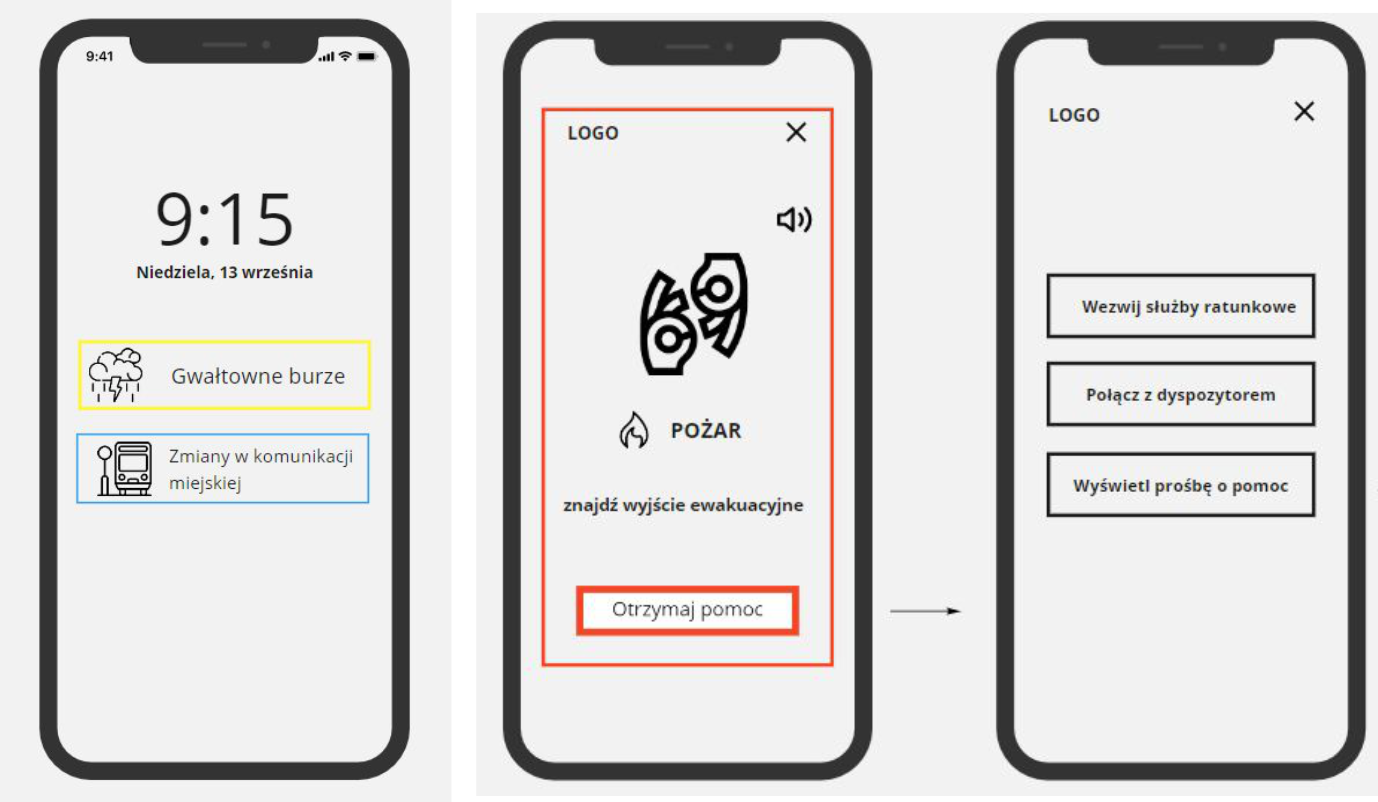 9:41
9:15
Niedziela, 13 września
Gwałtowne burze
Zmiany w komunikacji
miejskiej
LOGO
POŻAR
znajdź wyjście ewakuacyjne
Otrzymaj pomoc
LOGO
Wezwij służby ratunkowe
Połącz z dyspozytorem
Wyświetl prośbę o pomoc